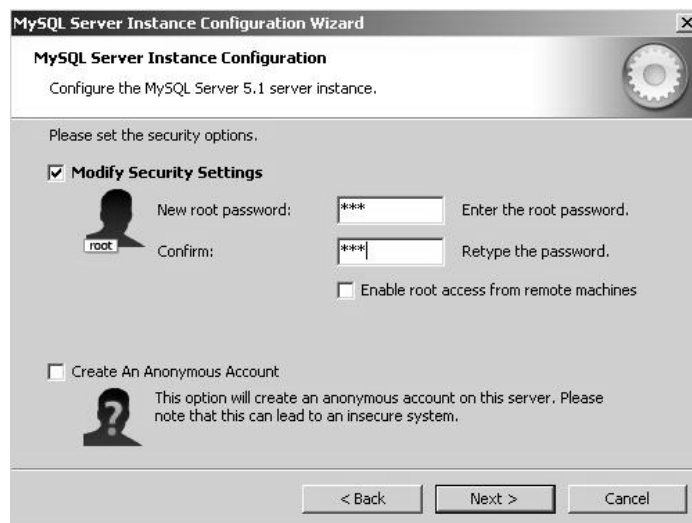 MySQL Server Instance Configuration Wizard
MySQL Server Instance Configuration
Configure the MySQL Server 5.1 server instance.
Please set the security options.
Modify Security Settings
New root password: *** Enter the root password.
root
Confirm: *** Retype the password.
Enable root access from remote machines
Create An Anonymous Account
This option will create an anonymous account on this server. Please
note that this can lead to an insecure system.
< Back Next > Cancel